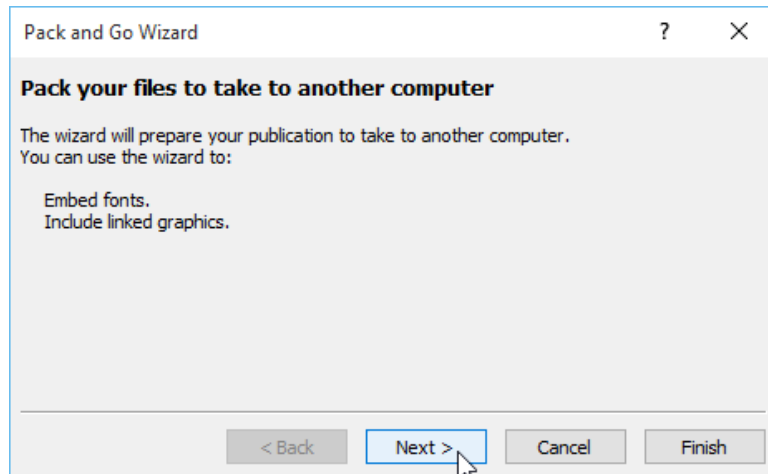 Pack and Go Wizard ?
Pack your files to take to another computer
The wizard will prepare your publication to take to another computer.
You can use the wizard to:
Embed fonts.
Include linked graphics.
< Back Next > Cancel Finish